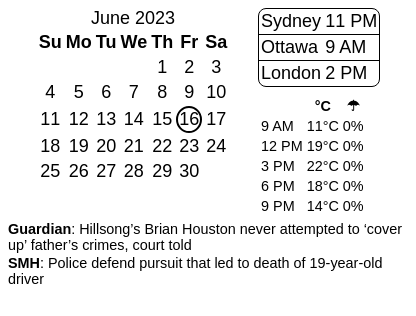 June 2023
Su Mo Tu We Th Fr Sa
1 2 3
4 5 6 7 8 9 10
11 12 13 14 15 16 17
18 19 20 21 22 23 24
25 26 27 28 29 30
Sydney 11 PM
Ottawa 9 AM
London 2 PM
°C ☂
9 AM 11°C 0%
12 PM 19°C 0%
3 PM 22°C 0%
6 PM 18°C 0%
9 PM 14°C 0%
Guardian: Hillsong’s Brian Houston never attempted to ‘cover
up’ father’s crimes, court told
SMH: Police defend pursuit that led to death of 19-year-old
driver